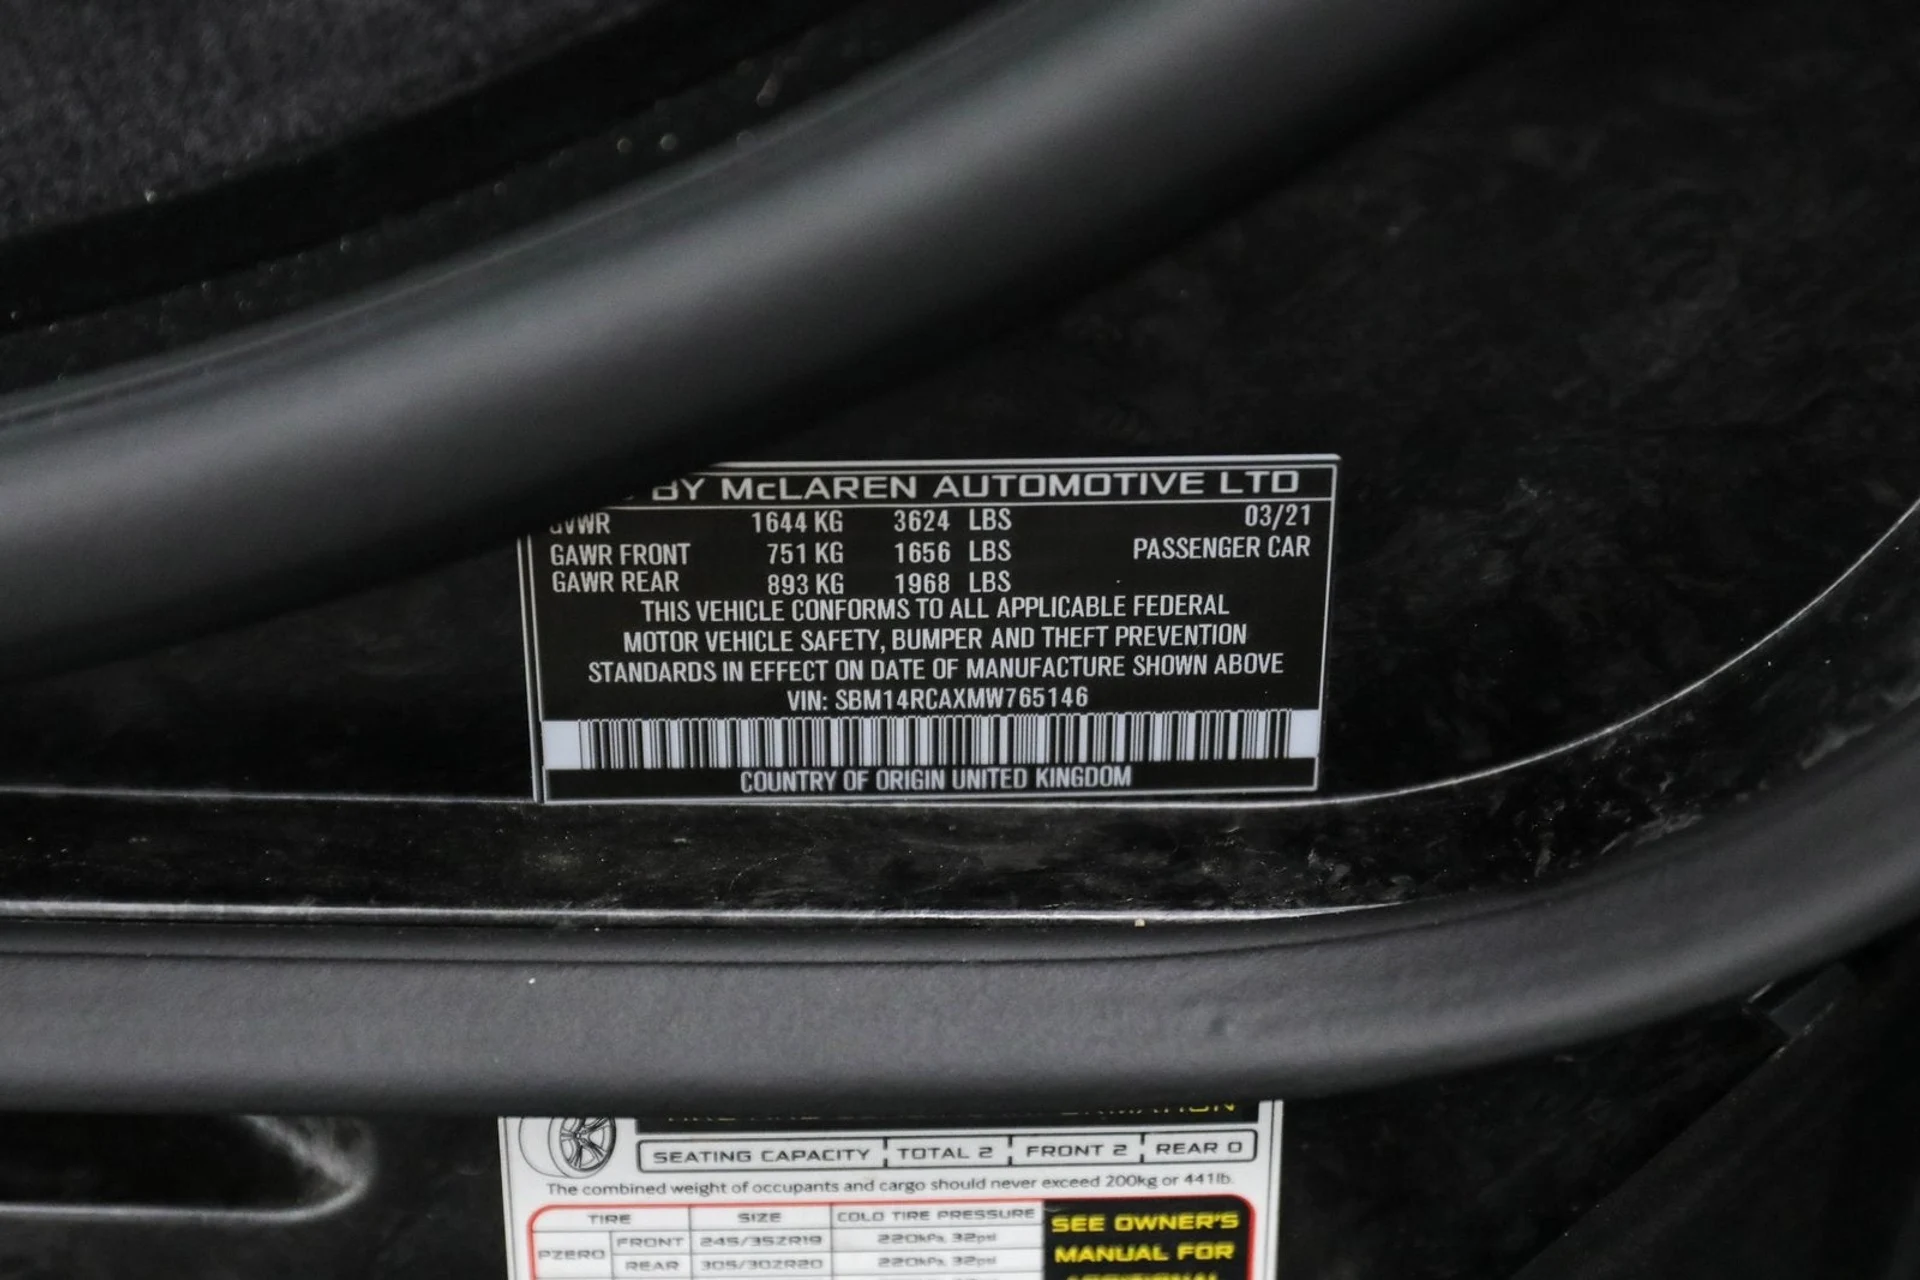 BY McLAREN AUTOMOTIVE LTD
GVWR 1644 KG 3624 LBS 03/21
GAWR FRONT 751 KG 1656 LBS PASSENGER CAR
GAWR REAR 893 KG 1968 LBS
THIS VEHICLE CONFORMS TO ALL APPLICABLE FEDERAL
MOTOR VEHICLE SAFETY, BUMPER AND THEFT PREVENTION
STANDARDS IN EFFECT ON DATE OF MANUFACTURE SHOWN ABOVE
VIN: SBM14RCAXMW765146
COUNTRY OF ORIGIN UNITED KINGDOM
SEATING CAPACITY TOTAL 2 FRONT 2 REAR 0
The combined weight of occupants and cargo should never exceed 200kg or 441lb.
TIRE SIZE COLD TIRE PRESSURE SEE OWNER'S
PZERO FRONT 245/35ZR19 220kPa, 32psi MANUAL FOR
REAR 305/30ZR20 220kPa, 32psi